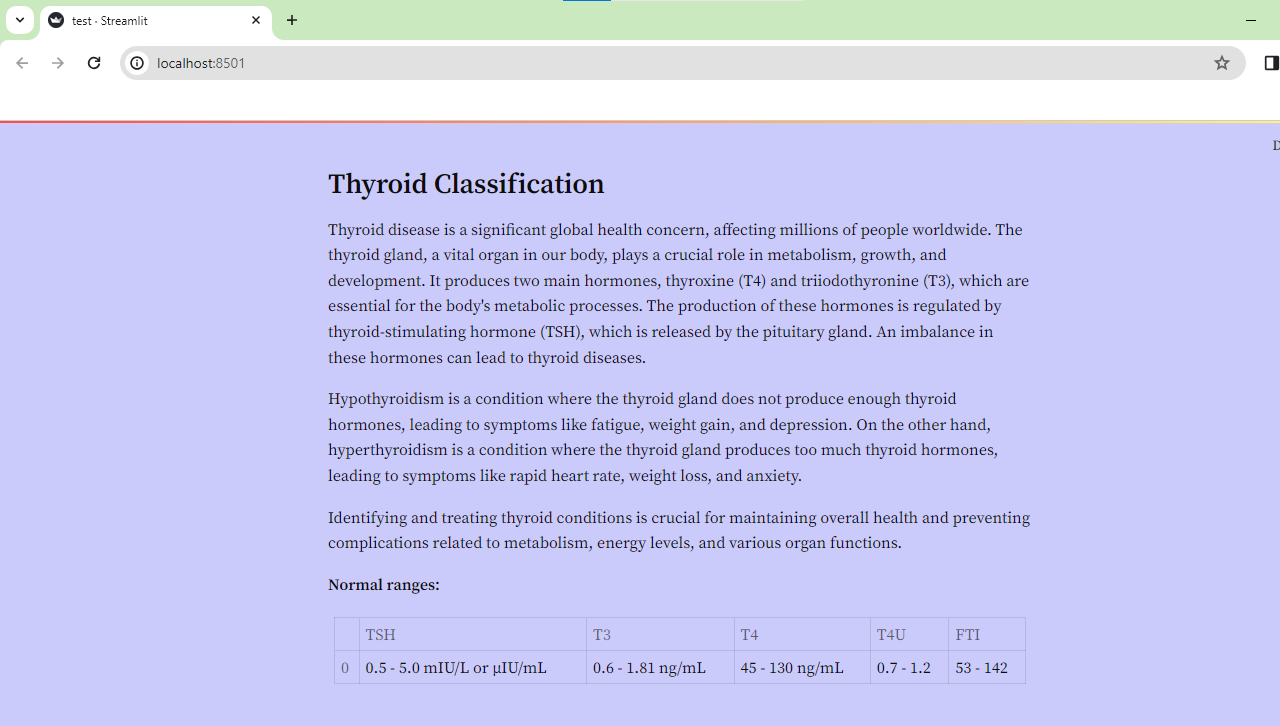 test · Streamlit
localhost:8501
D
Thyroid Classification
Thyroid disease is a significant global health concern, affecting millions of people worldwide. The
thyroid gland, a vital organ in our body, plays a crucial role in metabolism, growth, and
development. It produces two main hormones, thyroxine (T4) and triiodothyronine (T3), which are
essential for the body's metabolic processes. The production of these hormones is regulated by
thyroid-stimulating hormone (TSH), which is released by the pituitary gland. An imbalance in
these hormones can lead to thyroid diseases.
Hypothyroidism is a condition where the thyroid gland does not produce enough thyroid
hormones, leading to symptoms like fatigue, weight gain, and depression. On the other hand,
hyperthyroidism is a condition where the thyroid gland produces too much thyroid hormones,
leading to symptoms like rapid heart rate, weight loss, and anxiety.
Identifying and treating thyroid conditions is crucial for maintaining overall health and preventing
complications related to metabolism, energy levels, and various organ functions.
Normal ranges:
TSH T3 T4 T4U FTI
0 0.5 - 5.0 mIU/L or µIU/mL 0.6 - 1.81 ng/mL 45 - 130 ng/mL 0.7 - 1.2 53 - 142